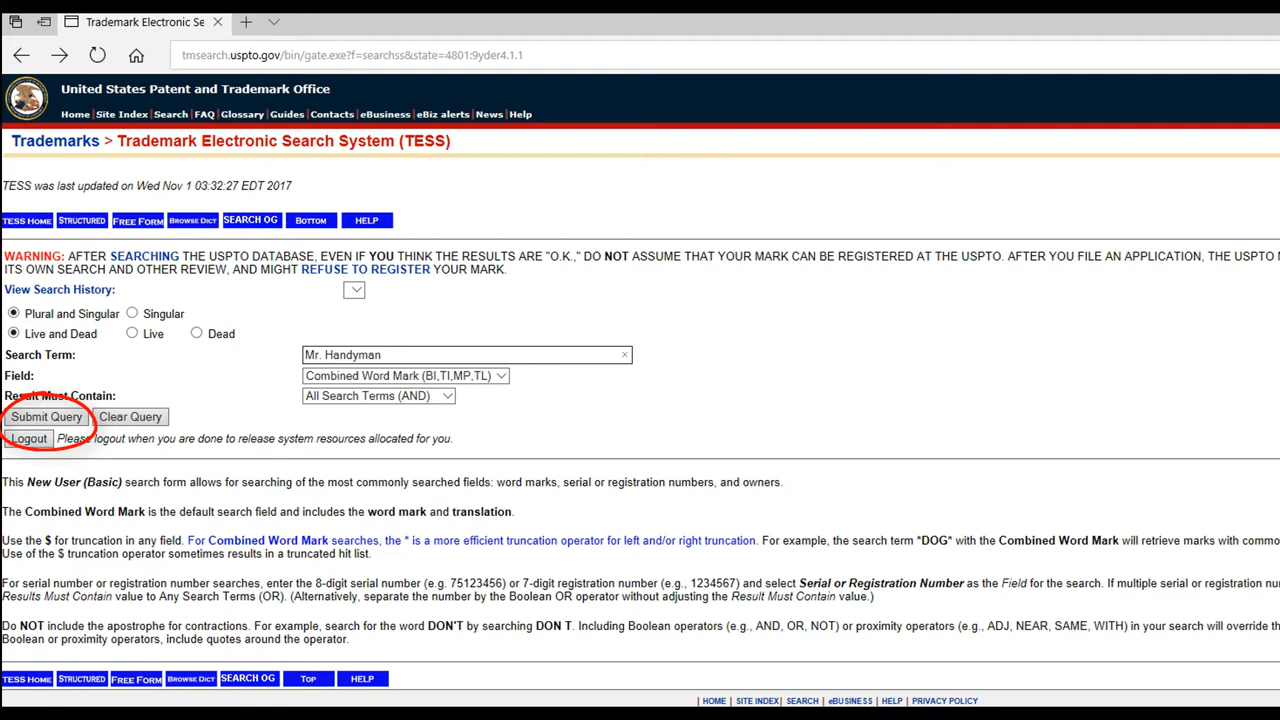 Trademark Electronic Se
tmsearch.uspto.gov/bin/gate.exe?f=searchss&state=4801:9yder4.1.1
United States Patent and Trademark Office
Home | Site Index | Search | FAQ | Glossary | Guides | Contacts | eBusiness | eBiz alerts | News | Help
Trademarks > Trademark Electronic Search System (TESS)
TESS was last updated on Wed Nov 1 03:32:27 EDT 2017
TESS HOME STRUCTURED FREE FORM BROWSE DICT SEARCH OG BOTTOM HELP
WARNING: AFTER SEARCHING THE USPTO DATABASE, EVEN IF YOU THINK THE RESULTS ARE "O.K.," DO NOT ASSUME THAT YOUR MARK CAN BE REGISTERED AT THE USPTO. AFTER YOU FILE AN APPLICATION, THE USPTO M
ITS OWN SEARCH AND OTHER REVIEW, AND MIGHT REFUSE TO REGISTER YOUR MARK.
View Search History:
Plural and Singular Singular
Live and Dead Live Dead
Search Term: Mr. Handyman
Field: Combined Word Mark (BI,TI,MP,TL)
Result Must Contain: All Search Terms (AND)
Submit Query Clear Query
Logout Please logout when you are done to release system resources allocated for you.
This New User (Basic) search form allows for searching of the most commonly searched fields: word marks, serial or registration numbers, and owners.
The Combined Word Mark is the default search field and includes the word mark and translation.
Use the $ for truncation in any field. For Combined Word Mark searches, the * is a more efficient truncation operator for left and/or right truncation. For example, the search term *DOG* with the Combined Word Mark will retrieve marks with commo
Use of the $ truncation operator sometimes results in a truncated hit list.
For serial number or registration number searches, enter the 8-digit serial number (e.g. 75123456) or 7-digit registration number (e.g., 1234567) and select Serial or Registration Number as the Field for the search. If multiple serial or registration nu
Results Must Contain value to Any Search Terms (OR). (Alternatively, separate the number by the Boolean OR operator without adjusting the Result Must Contain value.)
Do NOT include the apostrophe for contractions. For example, search for the word DON'T by searching DON T. Including Boolean operators (e.g., AND, OR, NOT) or proximity operators (e.g., ADJ, NEAR, SAME, WITH) in your search will override th
Boolean or proximity operators, include quotes around the operator.
TESS HOME STRUCTURED FREE FORM BROWSE DICT SEARCH OG TOP HELP
| HOME | SITE INDEX | SEARCH | eBUSINESS | HELP | PRIVACY POLICY